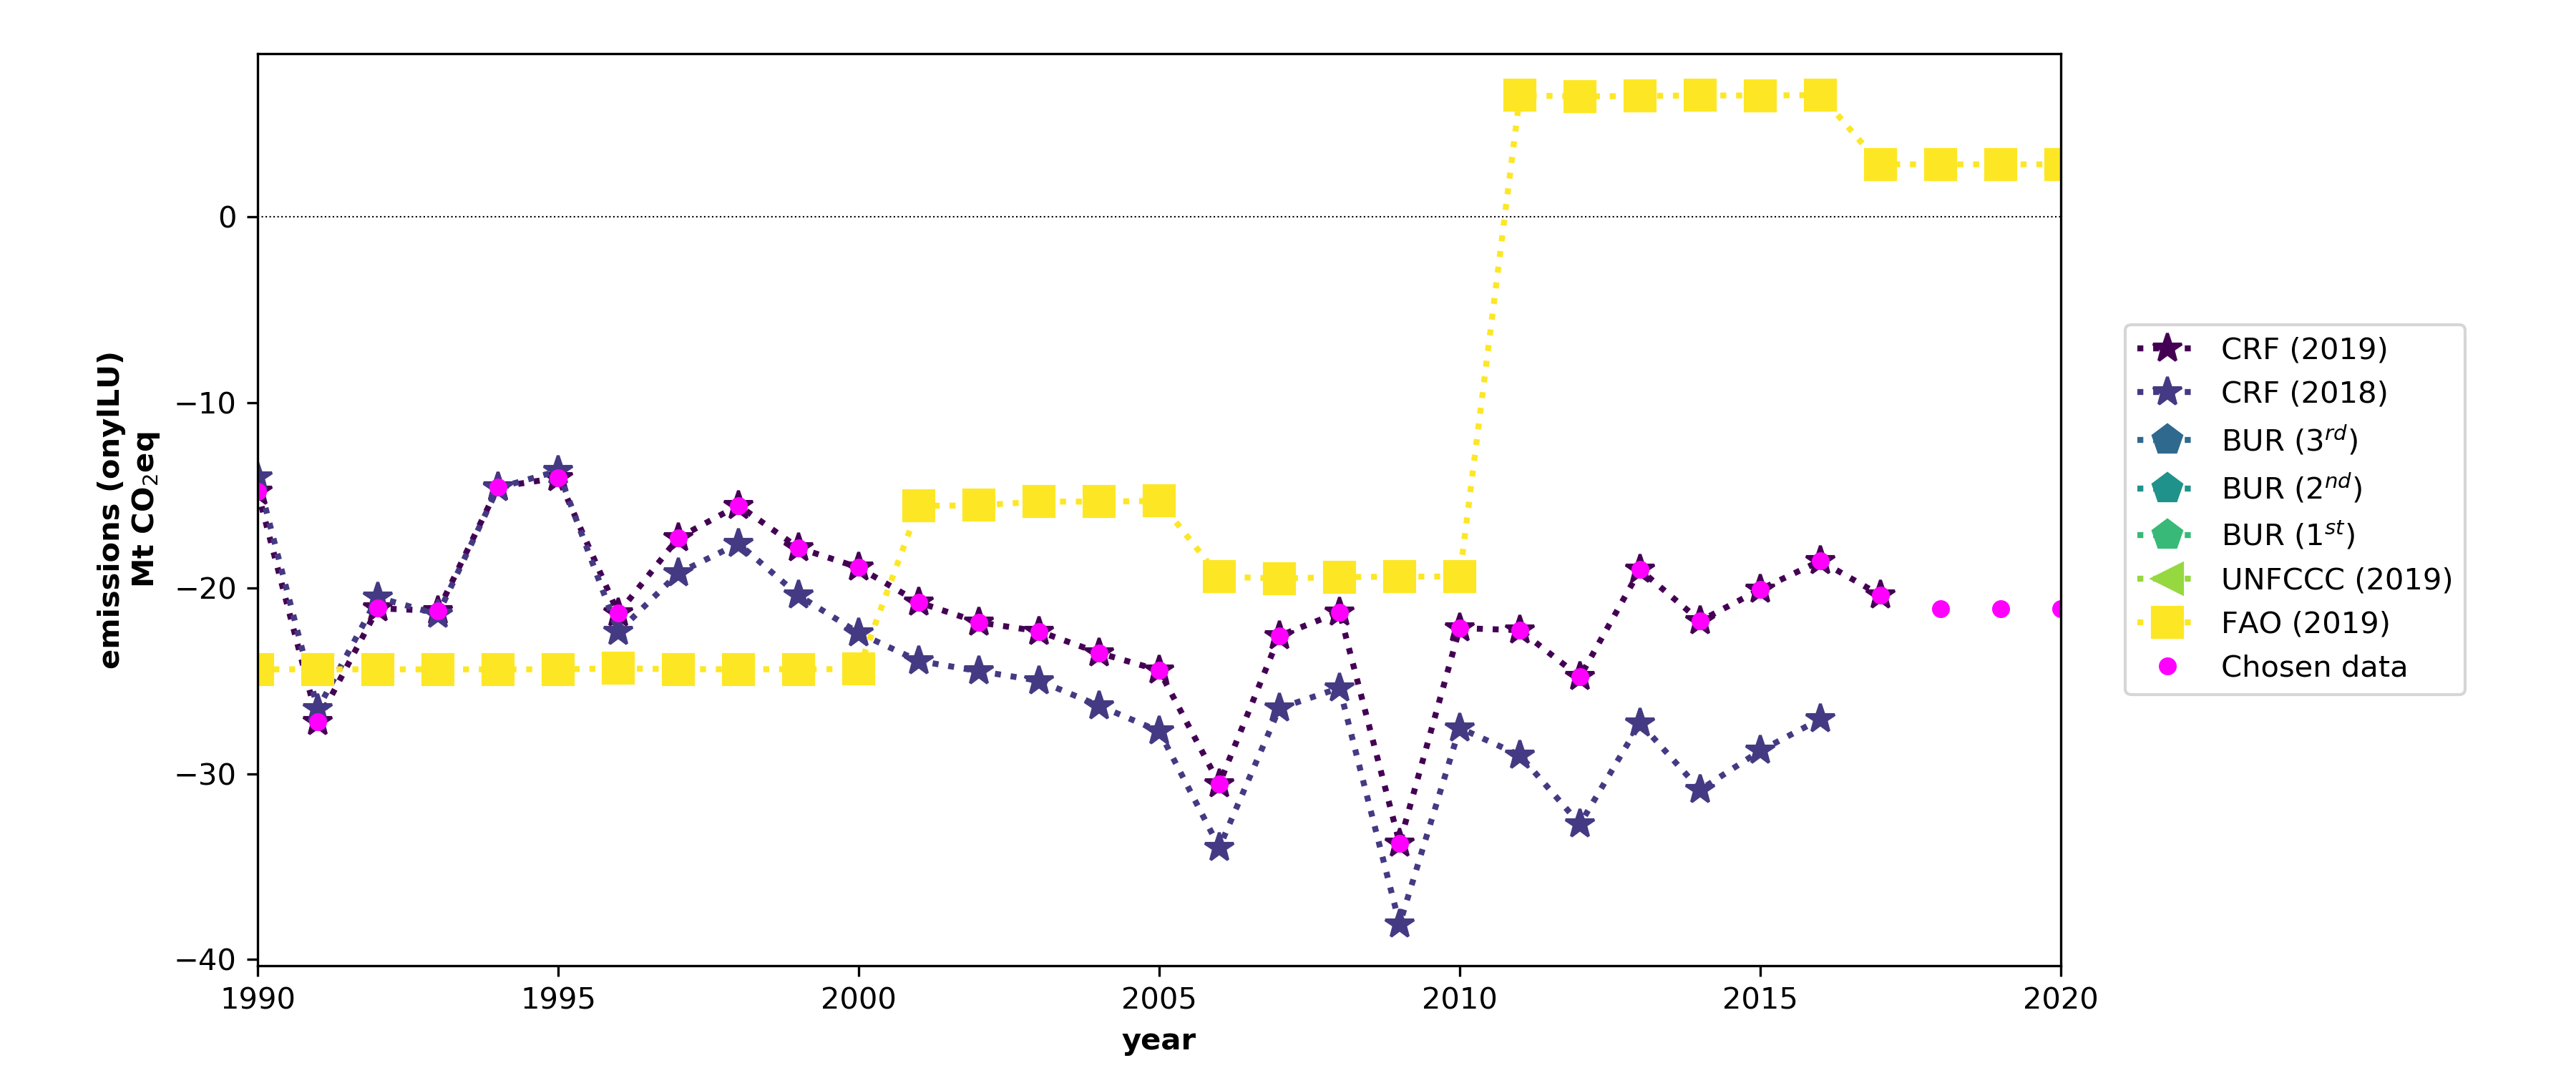 emissions (onylLU)
Mt CO₂eq
0
−10
−20
−30
−40
1990
1995
2000
2005
2010
2015
2020
year
CRF (2019)
CRF (2018)
BUR (3ʳᵈ)
BUR (2ⁿᵈ)
BUR (1ˢᵗ)
UNFCCC (2019)
FAO (2019)
Chosen data